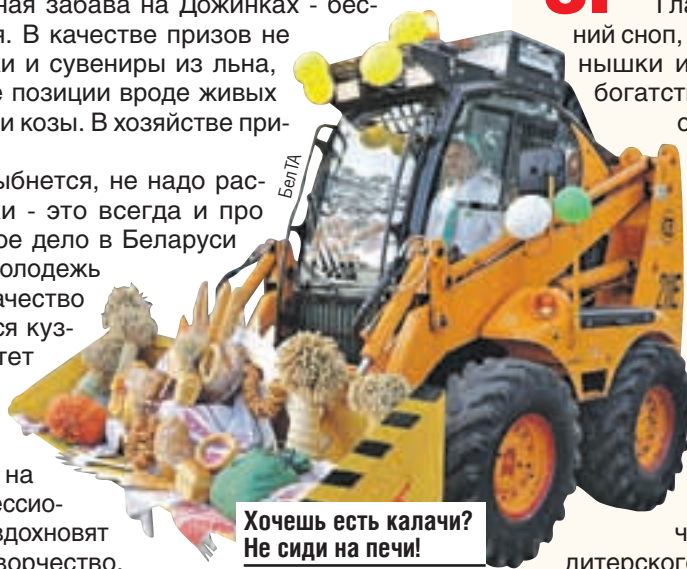 ная забава на Дожинках - бес-
я. В качестве призов не
и и сувениры из льна,
е позиции вроде живых
и козы. В хозяйстве при-
ыбнется, не надо рас-
и - это всегда и про
ое дело в Беларуси
олодежь
ачество
ся куз-
тет
на
ессио-
вдохновят
ворчество.
БелТА
Хочешь есть калачи?
Не сиди на печи!
Гла
ний сноп,
нышки и
богатст
с
ч
дитерского